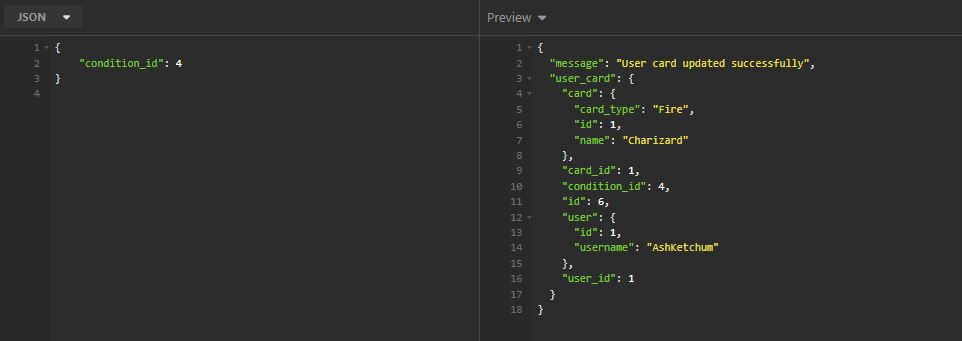 JSON
1 {
2 "condition_id": 4
3 }
4
Preview
1 {
2 "message": "User card updated successfully",
3 "user_card": {
4 "card": {
5 "card_type": "Fire",
6 "id": 1,
7 "name": "Charizard"
8 },
9 "card_id": 1,
10 "condition_id": 4,
11 "id": 6,
12 "user": {
13 "id": 1,
14 "username": "AshKetchum"
15 },
16 "user_id": 1
17 }
18 }